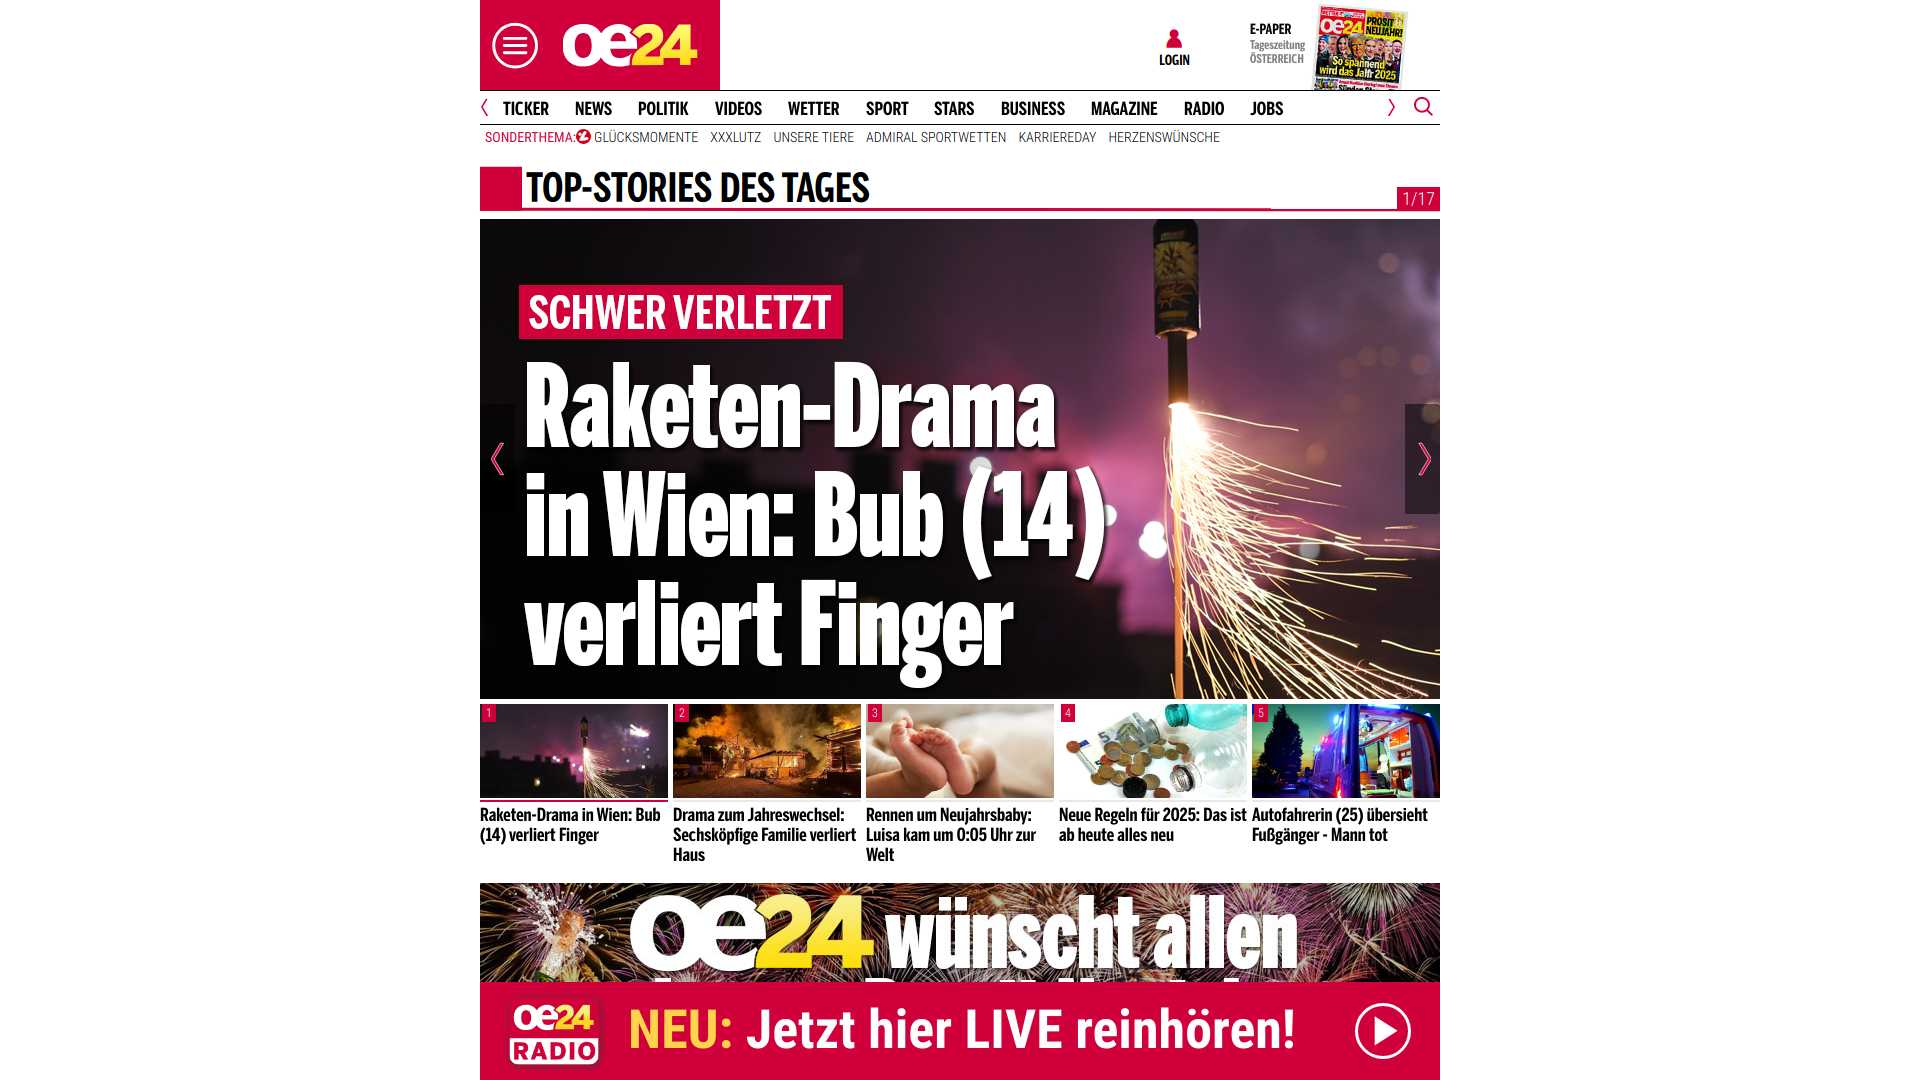 oe24
LOGIN
E-PAPER
Tageszeitung
ÖSTERREICH
PROSIT
NEUJAHR!
oe24
So spannend
wird das Jahr 2025
TICKER NEWS POLITIK VIDEOS WETTER SPORT STARS BUSINESS MAGAZINE RADIO JOBS
SONDERTHEMA: GLÜCKSMOMENTE XXXLUTZ UNSERE TIERE ADMIRAL SPORTWETTEN KARRIEREDAY HERZENSWÜNSCHE
TOP-STORIES DES TAGES
1/17
SCHWER VERLETZT
Raketen-Drama
in Wien: Bub (14)
verliert Finger
1
Raketen-Drama in Wien: Bub
(14) verliert Finger
2
Drama zum Jahreswechsel:
Sechsköpfige Familie verliert
Haus
3
Rennen um Neujahrsbaby:
Luisa kam um 0:05 Uhr zur
Welt
4
Neue Regeln für 2025: Das ist
ab heute alles neu
5
Autofahrerin (25) übersieht
Fußgänger - Mann tot
oe24 wünscht allen
oe24
RADIO
NEU: Jetzt hier LIVE reinhören!